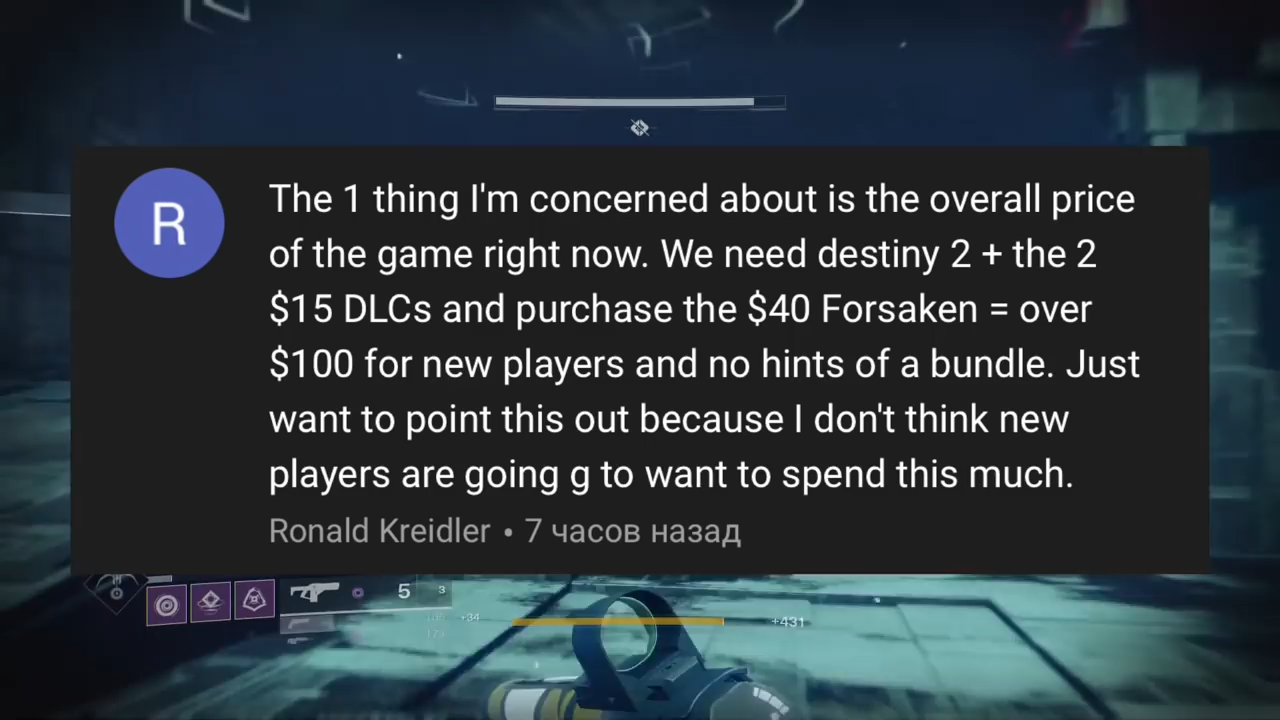 R
The 1 thing I'm concerned about is the overall price
of the game right now. We need destiny 2 + the 2
$15 DLCs and purchase the $40 Forsaken = over
$100 for new players and no hints of a bundle. Just
want to point this out because I don't think new
players are going g to want to spend this much.
Ronald Kreidler • 7 часов назад
5 3
+34
+431